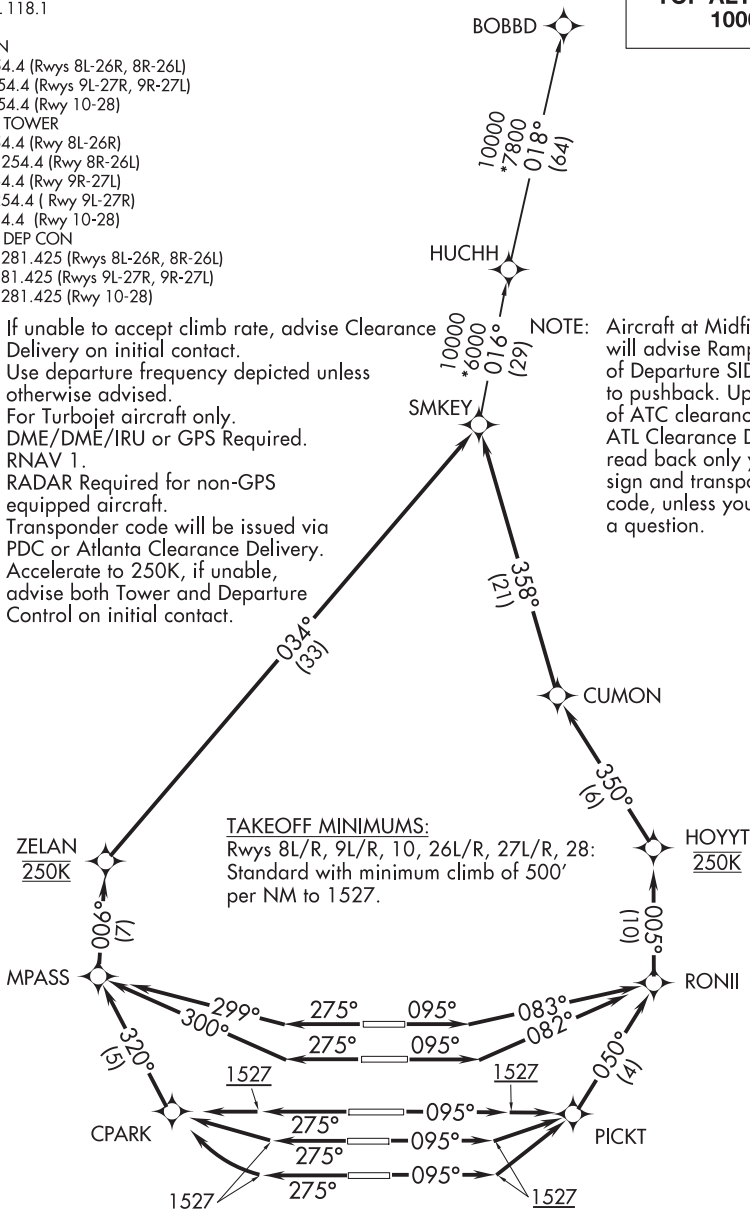 118.1
BOBBD
1000
4.4 (Rwys 8L-26R, 8R-26L)
54.4 (Rwys 9L-27R, 9R-27L)
54.4 (Rwy 10-28)
TOWER
4.4 (Rwy 8L-26R)
254.4 (Rwy 8R-26L)
4.4 (Rwy 9R-27L)
54.4 ( Rwy 9L-27R)
4.4 (Rwy 10-28)
DEP CON
281.425 (Rwys 8L-26R, 8R-26L)
81.425 (Rwys 9L-27R, 9R-27L)
281.425 (Rwy 10-28)
10000
*7800
018°
(64)
HUCHH
If unable to accept climb rate, advise Clearance
Delivery on initial contact.
Use departure frequency depicted unless
otherwise advised.
For Turbojet aircraft only.
DME/DME/IRU or GPS Required.
RNAV 1.
RADAR Required for non-GPS
equipped aircraft.
Transponder code will be issued via
PDC or Atlanta Clearance Delivery.
Accelerate to 250K, if unable,
advise both Tower and Departure
Control on initial contact.
10000
*6000
016°
(29)
NOTE: Aircraft at Midfi
will advise Ramp
of Departure SID
to pushback. Up
of ATC clearanc
ATL Clearance D
read back only y
sign and transpo
code, unless you
a question.
SMKEY
034°
(33)
358°
(21)
CUMON
350°
(6)
TAKEOFF MINIMUMS:
Rwys 8L/R, 9L/R, 10, 26L/R, 27L/R, 28:
Standard with minimum climb of 500'
per NM to 1527.
ZELAN
250K
HOYYT
250K
006°
(7)
005°
(10)
MPASS
RONII
299° 275° 095° 083°
300° 275° 095° 082°
320°
(5)
050°
(4)
1527
1527
CPARK
PICKT
275° 095°
275° 095°
275° 095°
1527
1527